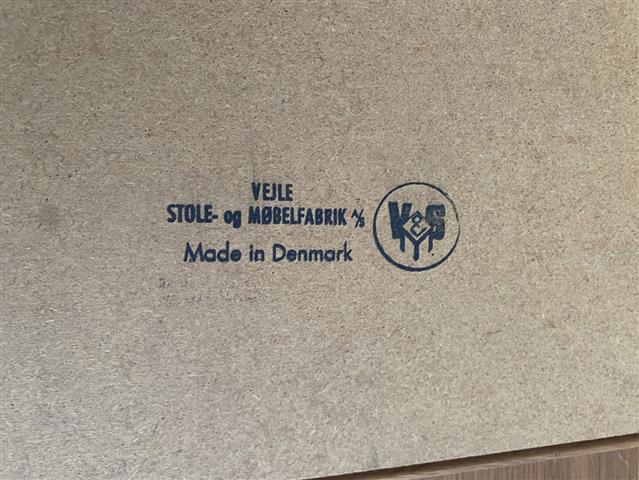 VEJLE
STOLE- og MØBELFABRIK A/S
Made in Denmark
K&S